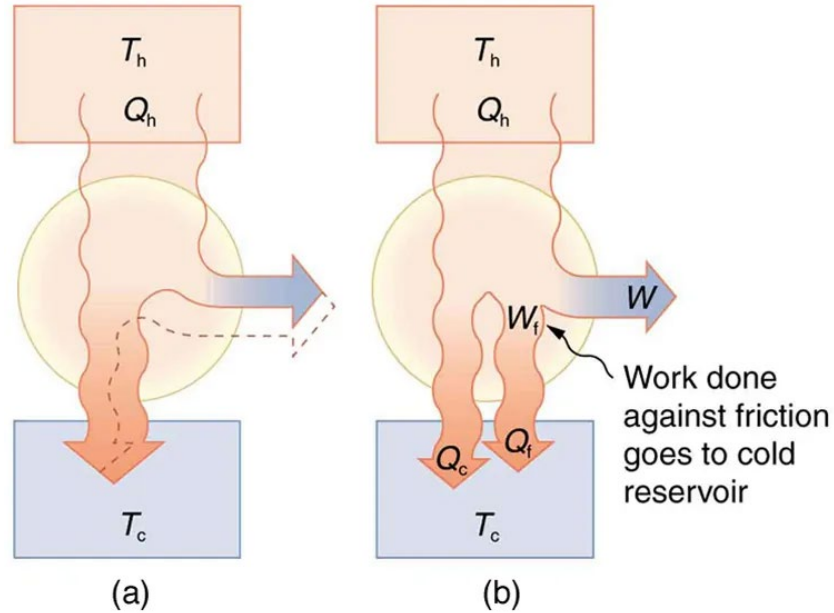 Th
Qh
Tc
(a)
Th
Qh
W
Wf
Work done
against friction
goes to cold
reservoir
Qc
Qf
Tc
(b)